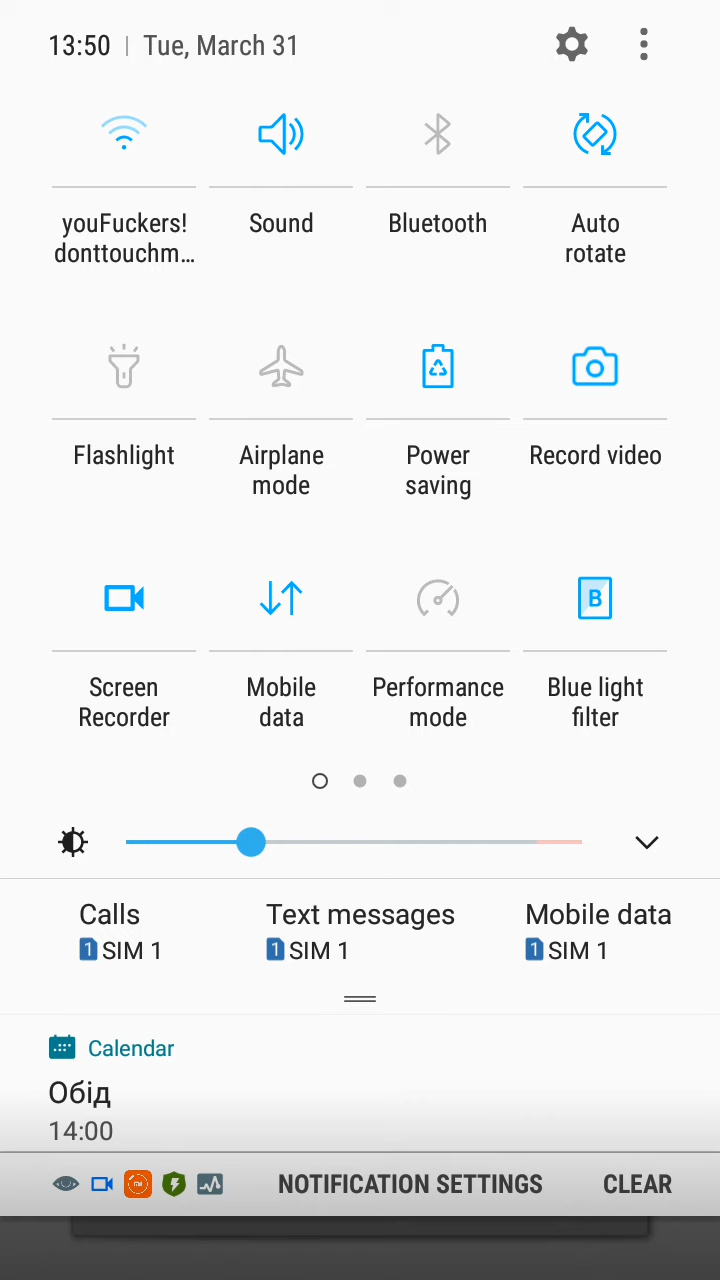 13:50 | Tue, March 31
youFuckers!
donttouchm...
Sound
Bluetooth
Auto
rotate
Flashlight
Airplane
mode
Power
saving
Record video
Screen
Recorder
Mobile
data
Performance
mode
B
Blue light
filter
Calls
1 SIM 1
Text messages
1 SIM 1
Mobile data
1 SIM 1
Calendar
Обід
14:00
NOTIFICATION SETTINGS
CLEAR